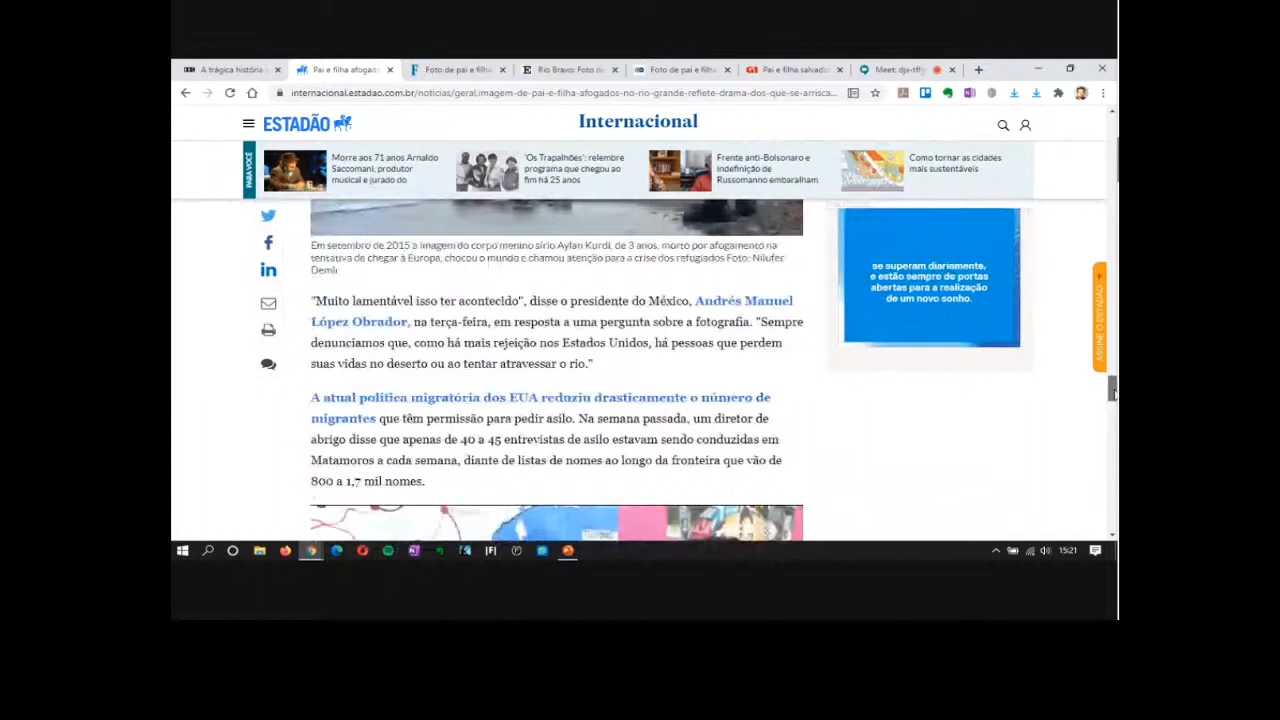 A trágica história
Pai e filha afogados
Foto de pai e filha
Rio Bravo: Foto de
Foto de pai e filha
G1 Pai e filha salvador
Meet: djx-tffg
internacional.estadao.com.br/noticias/geral,imagem-de-pai-e-filha-afogados-no-rio-grande-reflete-drama-dos-que-se-arrisca...
ESTADÃO
Internacional
PARA VOCÊ
Morre aos 71 anos Arnaldo
Saccomani, produtor
musical e jurado do
'Os Trapalhões': relembre
programa que chegou ao
fim há 25 anos
Frente anti-Bolsonaro e
indefinição de
Russomanno embaralham
Como tornar as cidades
mais sustentáveis
Em setembro de 2015 a imagem do corpo menino sírio Aylan Kurdi, de 3 anos, morto por afogamento na
tentativa de chegar à Europa, chocou o mundo e chamou atenção para a crise dos refugiados Foto: Nilufer
Demir
se superam diariamente,
e estão sempre de portas
abertas para a realização
de um novo sonho.
ASSINE O ESTADÃO
"Muito lamentável isso ter acontecido", disse o presidente do México, Andrés Manuel
López Obrador, na terça-feira, em resposta a uma pergunta sobre a fotografia. "Sempre
denunciamos que, como há mais rejeição nos Estados Unidos, há pessoas que perdem
suas vidas no deserto ou ao tentar atravessar o rio."
A atual política migratória dos EUA reduziu drasticamente o número de
migrantes que têm permissão para pedir asilo. Na semana passada, um diretor de
abrigo disse que apenas de 40 a 45 entrevistas de asilo estavam sendo conduzidas em
Matamoros a cada semana, diante de listas de nomes ao longo da fronteira que vão de
800 a 1,7 mil nomes.
15:21